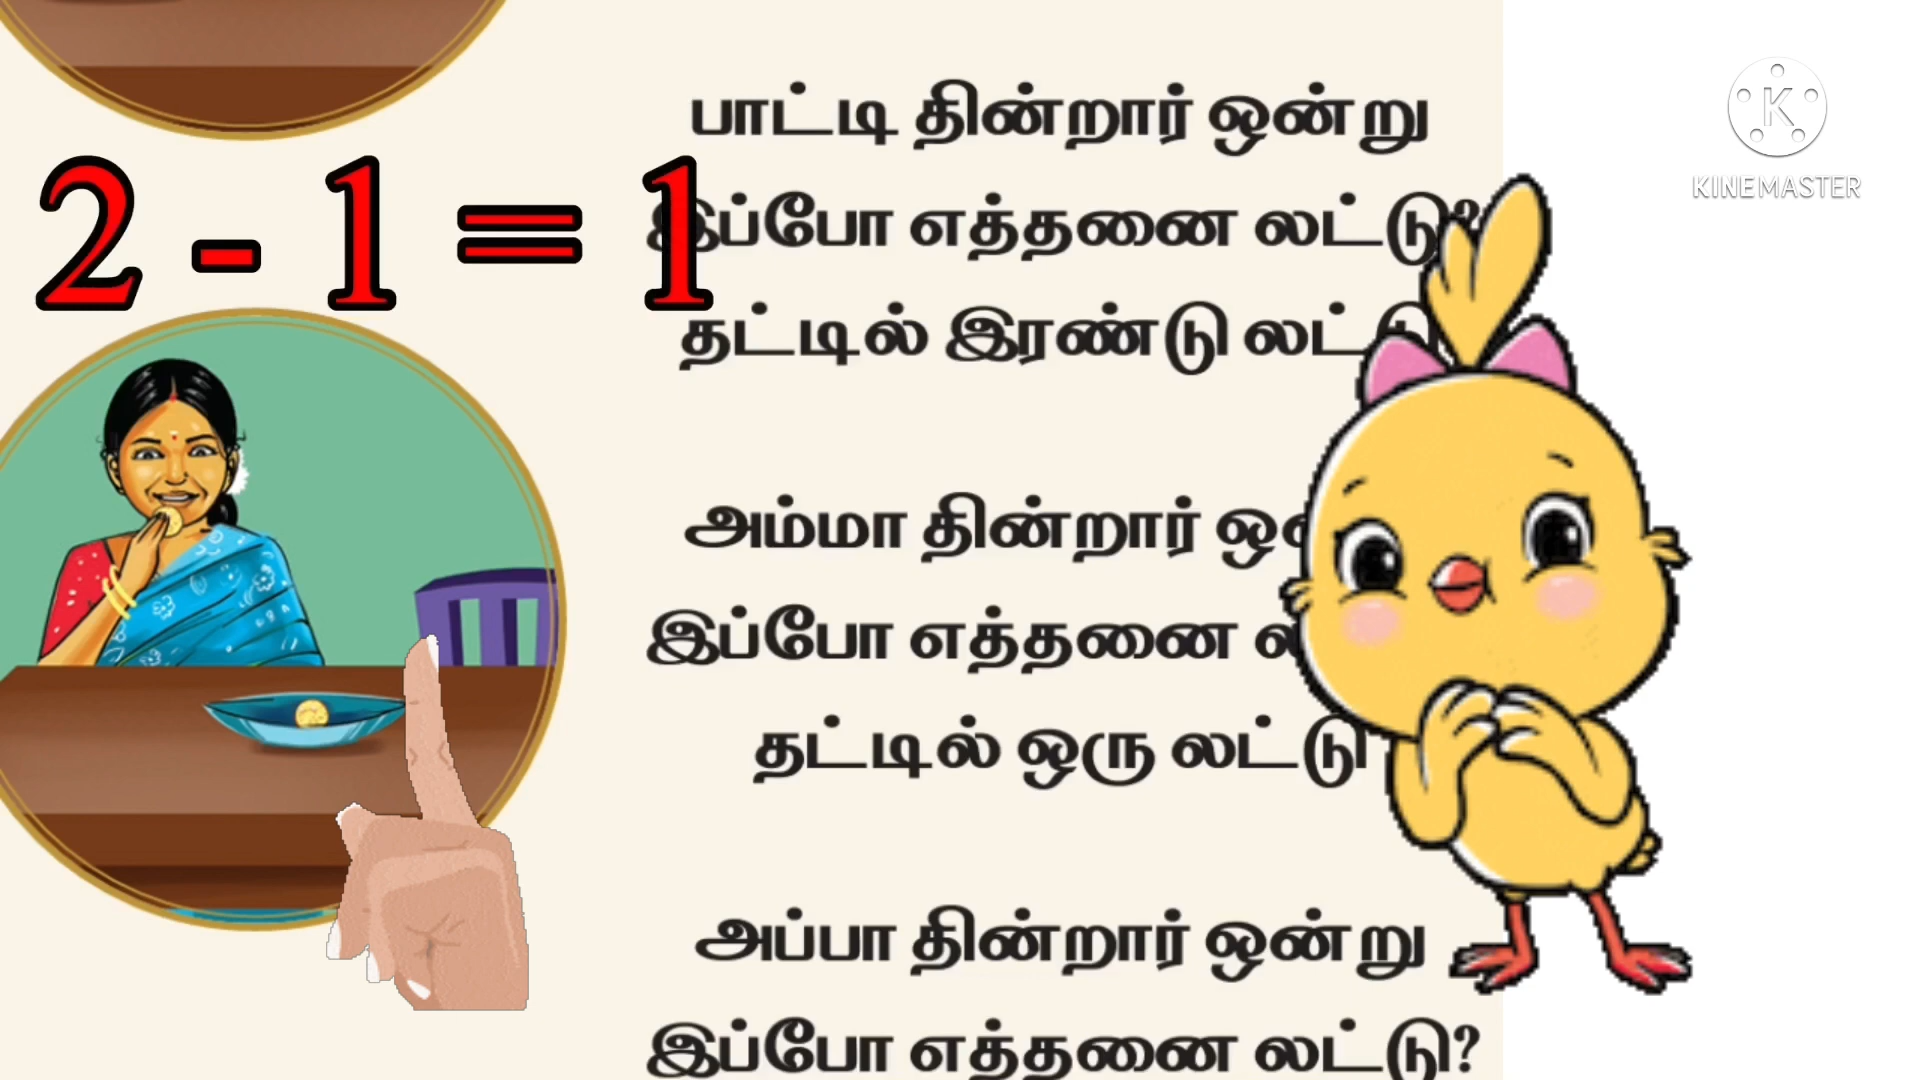 பாட்டி தின்றார் ஒன்று
2 - 1 = 1
இப்போ எத்தனை லட்டு?
தட்டில் இரண்டு லட்டு
அம்மா தின்றார்
இப்போ எத்தனை
தட்டில் ஒரு லட்டு
அப்பா தின்றார் ஒன்று
இப்போ எத்தனை லட்டு?
KINEMASTER